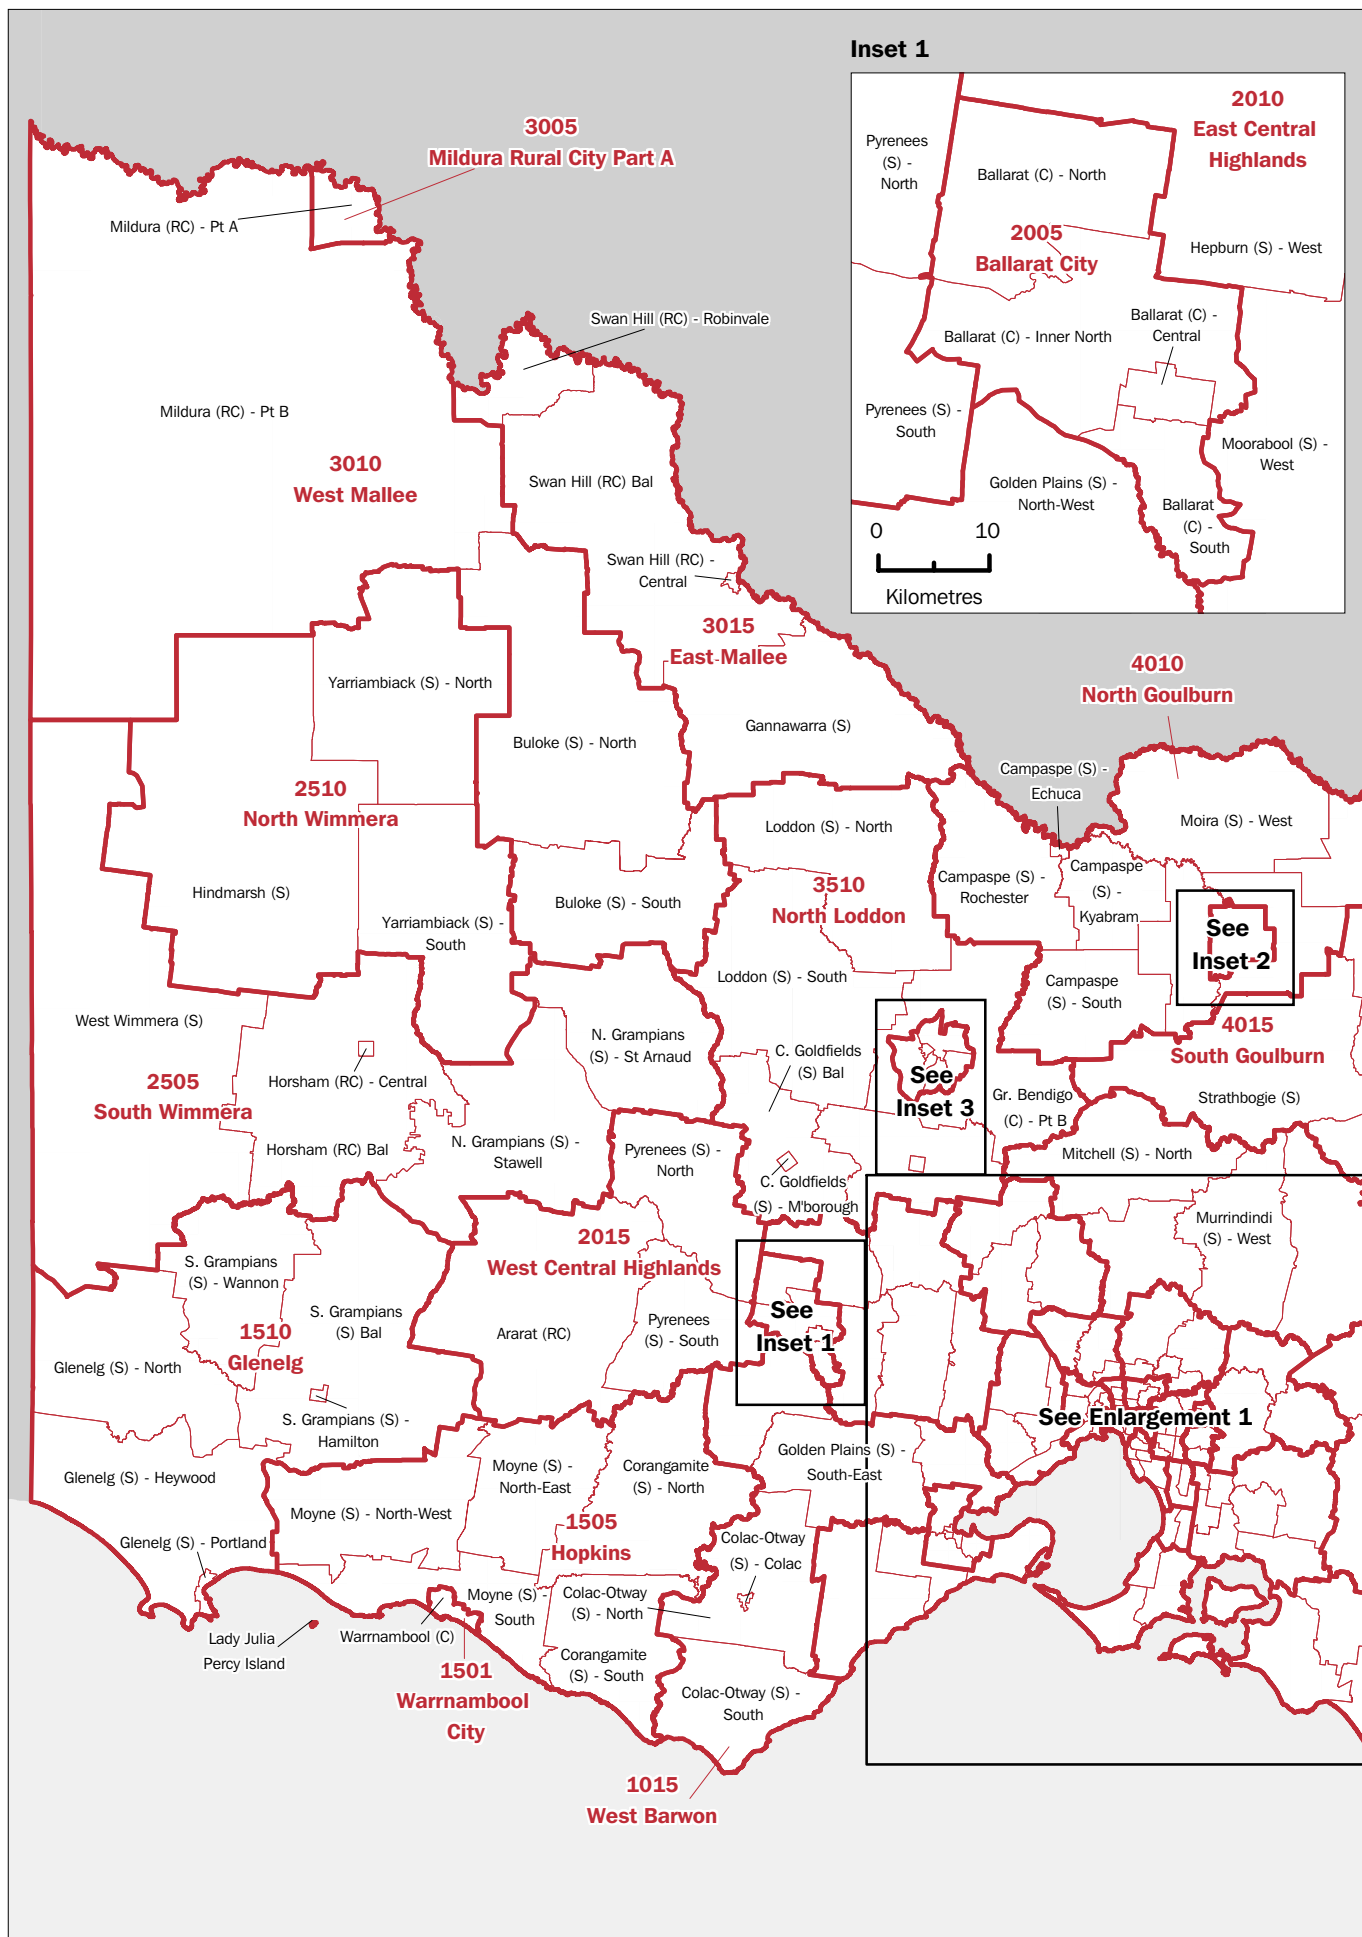 Inset 1
2010
East Central
Highlands
Pyrenees
(S) -
North
Ballarat (C) - North
2005
Ballarat City
Hepburn (S) - West
Ballarat (C) -
Central
Ballarat (C) - Inner North
Pyrenees (S) -
South
Moorabool (S) -
West
Golden Plains (S) -
North-West
Ballarat
(C) -
South
0
10
Kilometres
3005
Mildura Rural City Part A
Mildura (RC) - Pt A
Swan Hill (RC) - Robinvale
Mildura (RC) - Pt B
3010
West Mallee
Swan Hill (RC) Bal
Swan Hill (RC) -
Central
3015
East Mallee
4010
North Goulburn
Yarriambiack (S) - North
Buloke (S) - North
Gannawarra (S)
Campaspe (S) -
Echuca
2510
North Wimmera
Loddon (S) - North
Moira (S) - West
Hindmarsh (S)
Yarriambiack (S) -
South
Buloke (S) - South
3510
North Loddon
Campaspe (S) -
Rochester
Campaspe
(S) -
Kyabram
See
Inset 2
Loddon (S) - South
Campaspe
(S) - South
West Wimmera (S)
N. Grampians
(S) - St Arnaud
4015
South Goulburn
C. Goldfields
(S) Bal
Horsham (RC) - Central
2505
South Wimmera
See
Inset 3
Gr. Bendigo
(C) - Pt B
Strathbogie (S)
Horsham (RC) Bal
N. Grampians (S) -
Stawell
Pyrenees (S) -
North
Mitchell (S) - North
C. Goldfields
(S) - M'borough
Murrindindi
(S) - West
2015
West Central Highlands
S. Grampians
(S) - Wannon
S. Grampians
(S) Bal
Ararat (RC)
Pyrenees
(S) - South
See
Inset 1
1510
Glenelg
Glenelg (S) - North
S. Grampians (S) -
Hamilton
See Enlargement 1
Golden Plains (S) -
South-East
Glenelg (S) - Heywood
Moyne (S) -
North-East
Corangamite
(S) - North
Moyne (S) - North-West
1505
Hopkins
Glenelg (S) - Portland
Colac-Otway
(S) - Colac
Moyne (S) -
South
Colac-Otway
(S) - North
Lady Julia
Percy Island
Warrnambool (C)
Corangamite
(S) - South
1501
Warrnambool
City
Colac-Otway (S) -
South
1015
West Barwon